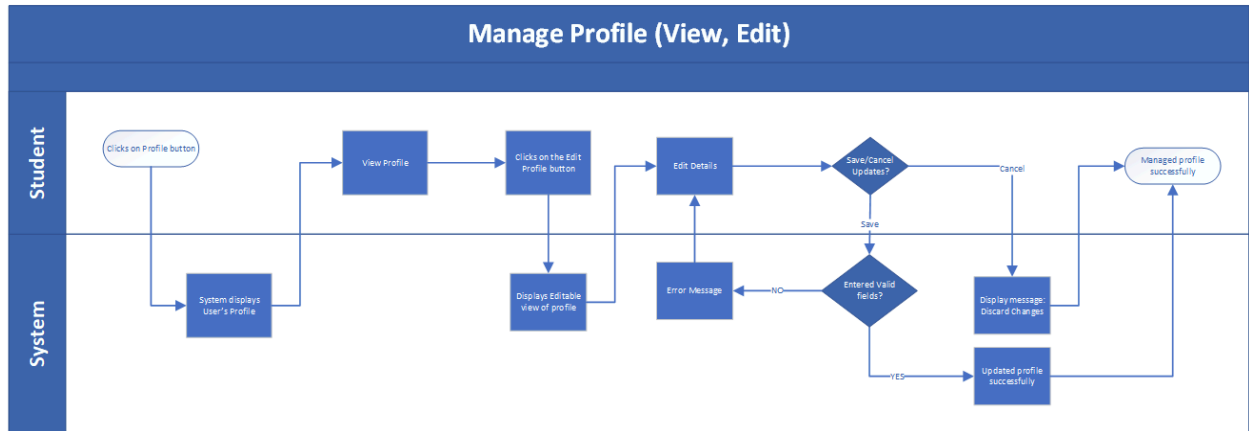 Manage Profile (View, Edit)
Student
Clicks on Profile button
View Profile
Clicks on the Edit
Profile button
Edit Details
Save/Cancel
Updates?
Cancel
Managed profile
successfully
Save
System
System displays
User's Profile
Displays Editable
view of profile
Error Message
NO
Entered Valid
fields?
Display message:
Discard Changes
YES
Updated profile
successfully